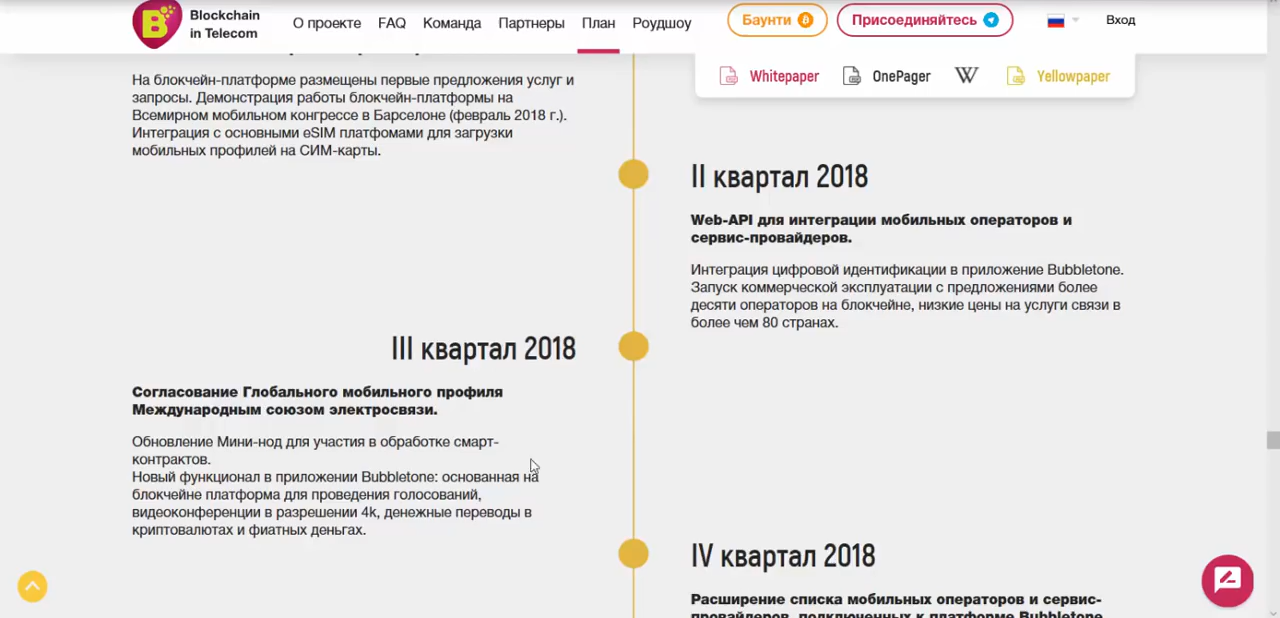 Blockchain
in Telecom
О проекте FAQ Команда Партнеры План Роудшоу
Баунти
Присоединяйтесь
Вход
Whitepaper OnePager W Yellowpaper
На блокчейн-платформе размещены первые предложения услуг и
запросы. Демонстрация работы блокчейн-платформы на
Всемирном мобильном конгрессе в Барселоне (февраль 2018 г.).
Интеграция с основными eSIM платфомами для загрузки
мобильных профилей на СИМ-карты.
II квартал 2018
Web-API для интеграции мобильных операторов и
сервис-провайдеров.
Интеграция цифровой идентификации в приложение Bubbletone.
Запуск коммерческой эксплуатации с предложениями более
десяти операторов на блокчейне, низкие цены на услуги связи в
более чем 80 странах.
III квартал 2018
Согласование Глобального мобильного профиля
Международным союзом электросвязи.
Обновление Мини-нод для участия в обработке смарт-
контрактов.
Новый функционал в приложении Bubbletone: основанная на
блокчейне платформа для проведения голосований,
видеоконференции в разрешении 4k, денежные переводы в
криптовалютах и фиатных деньгах.
IV квартал 2018
Расширение списка мобильных операторов и сервис-
провайдеров, подключенных к платформе Bubbletone